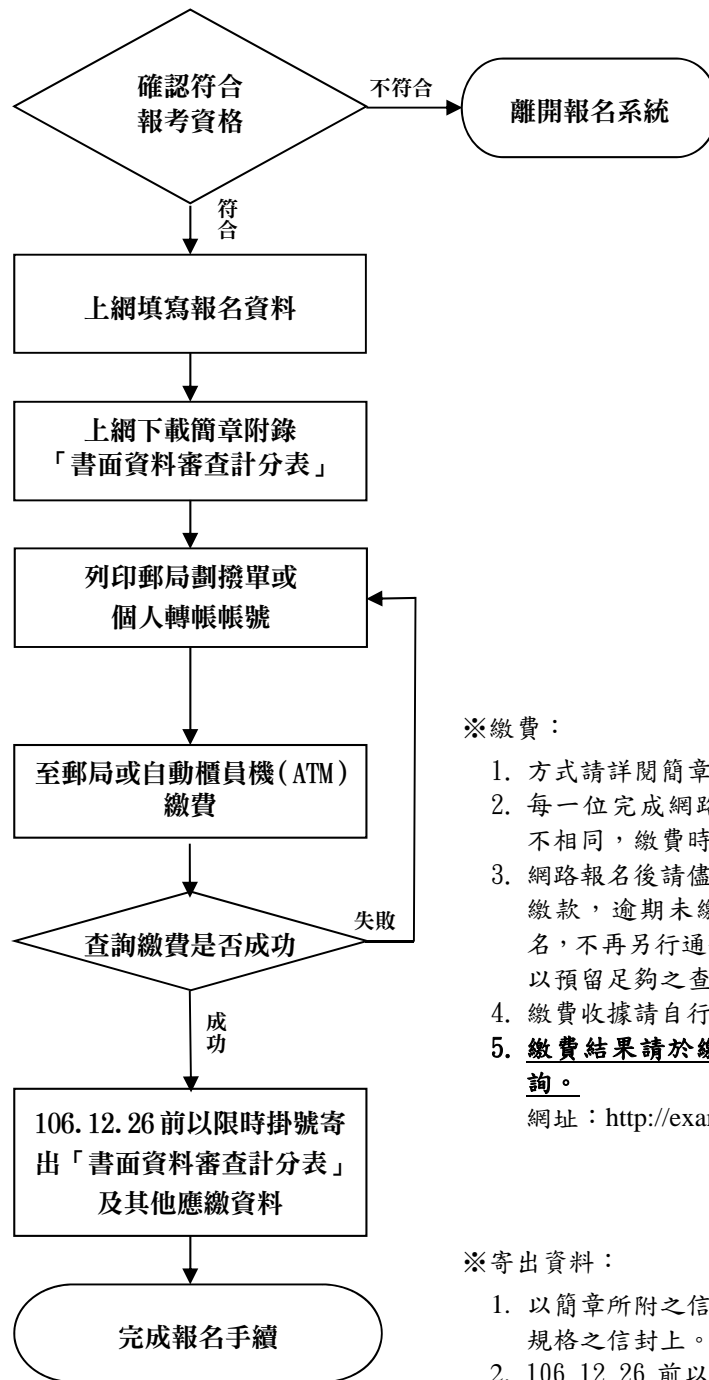 確認符合
報考資格
不符合
離開報名系統
符
合
上網填寫報名資料
上網下載簡章附錄
「書面資料審查計分表」
列印郵局劃撥單或
個人轉帳帳號
至郵局或自動櫃員機(ATM)
繳費
查詢繳費是否成功
失敗
成
功
106.12.26前以限時掛號寄
出「書面資料審查計分表」
及其他應繳資料
完成報名手續
※繳費：
1. 方式請詳閱簡章
2. 每一位完成網路
不相同，繳費時
3. 網路報名後請儘
繳款，逾期未繳
名，不再另行通
以預留足夠之查
4. 繳費收據請自行
5. 繳費結果請於繳
詢。
網址：http://exa
※寄出資料：
1. 以簡章所附之信
規格之信封上。
2. 106.12.26 前以